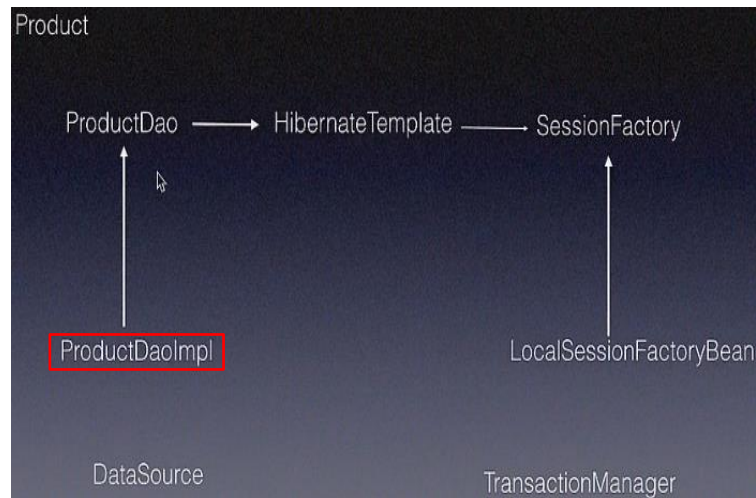 Product
ProductDao
HibernateTemplate
SessionFactory
ProductDaoImpl
LocalSessionFactoryBean
DataSource
TransactionManager